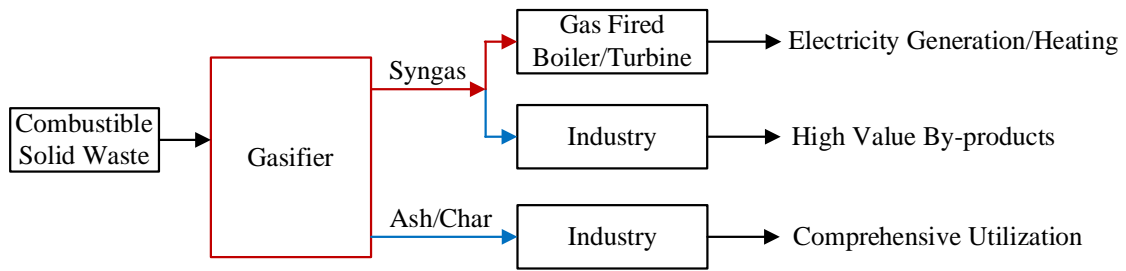 Combustible
Solid Waste
Gasifier
Syngas
Gas Fired
Boiler/Turbine
Electricity Generation/Heating
Industry
High Value By-products
Ash/Char
Industry
Comprehensive Utilization